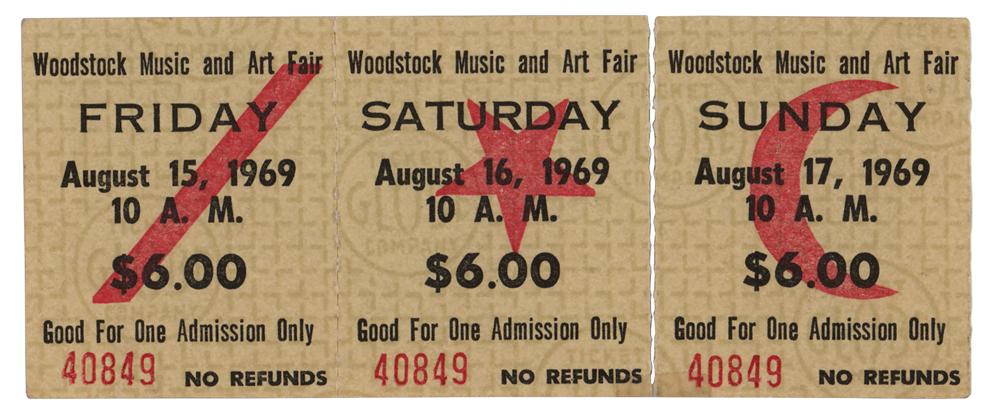 Woodstock Music and Art Fair
FRIDAY
August 15, 1969
10 A. M.
$6.00
Good For One Admission Only
40849 NO REFUNDS
Woodstock Music and Art Fair
SATURDAY
August 16, 1969
10 A. M.
$6.00
Good For One Admission Only
40849 NO REFUNDS
Woodstock Music and Art Fair
SUNDAY
August 17, 1969
10 A. M.
$6.00
Good For One Admission Only
40849 NO REFUNDS